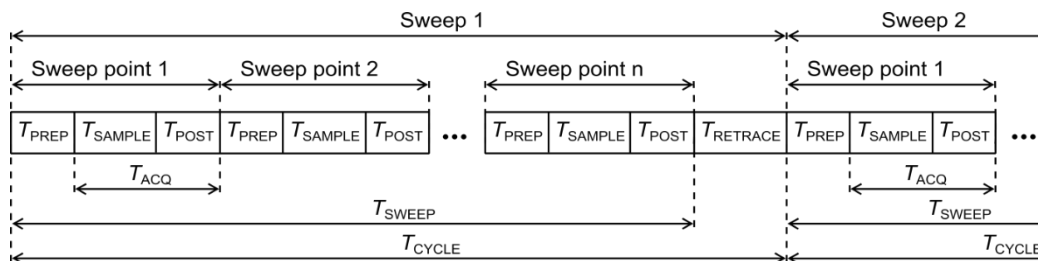 Sweep 1 Sweep 2
Sweep point 1 Sweep point 2 Sweep point n Sweep point 1
TPREP TSAMPLE TPOST TPREP TSAMPLE TPOST ••• TPREP TSAMPLE TPOST TRETRACE TPREP TSAMPLE TPOST •••
TACQ TACQ
TSWEEP TSWEEP
TCYCLE TCYCLE